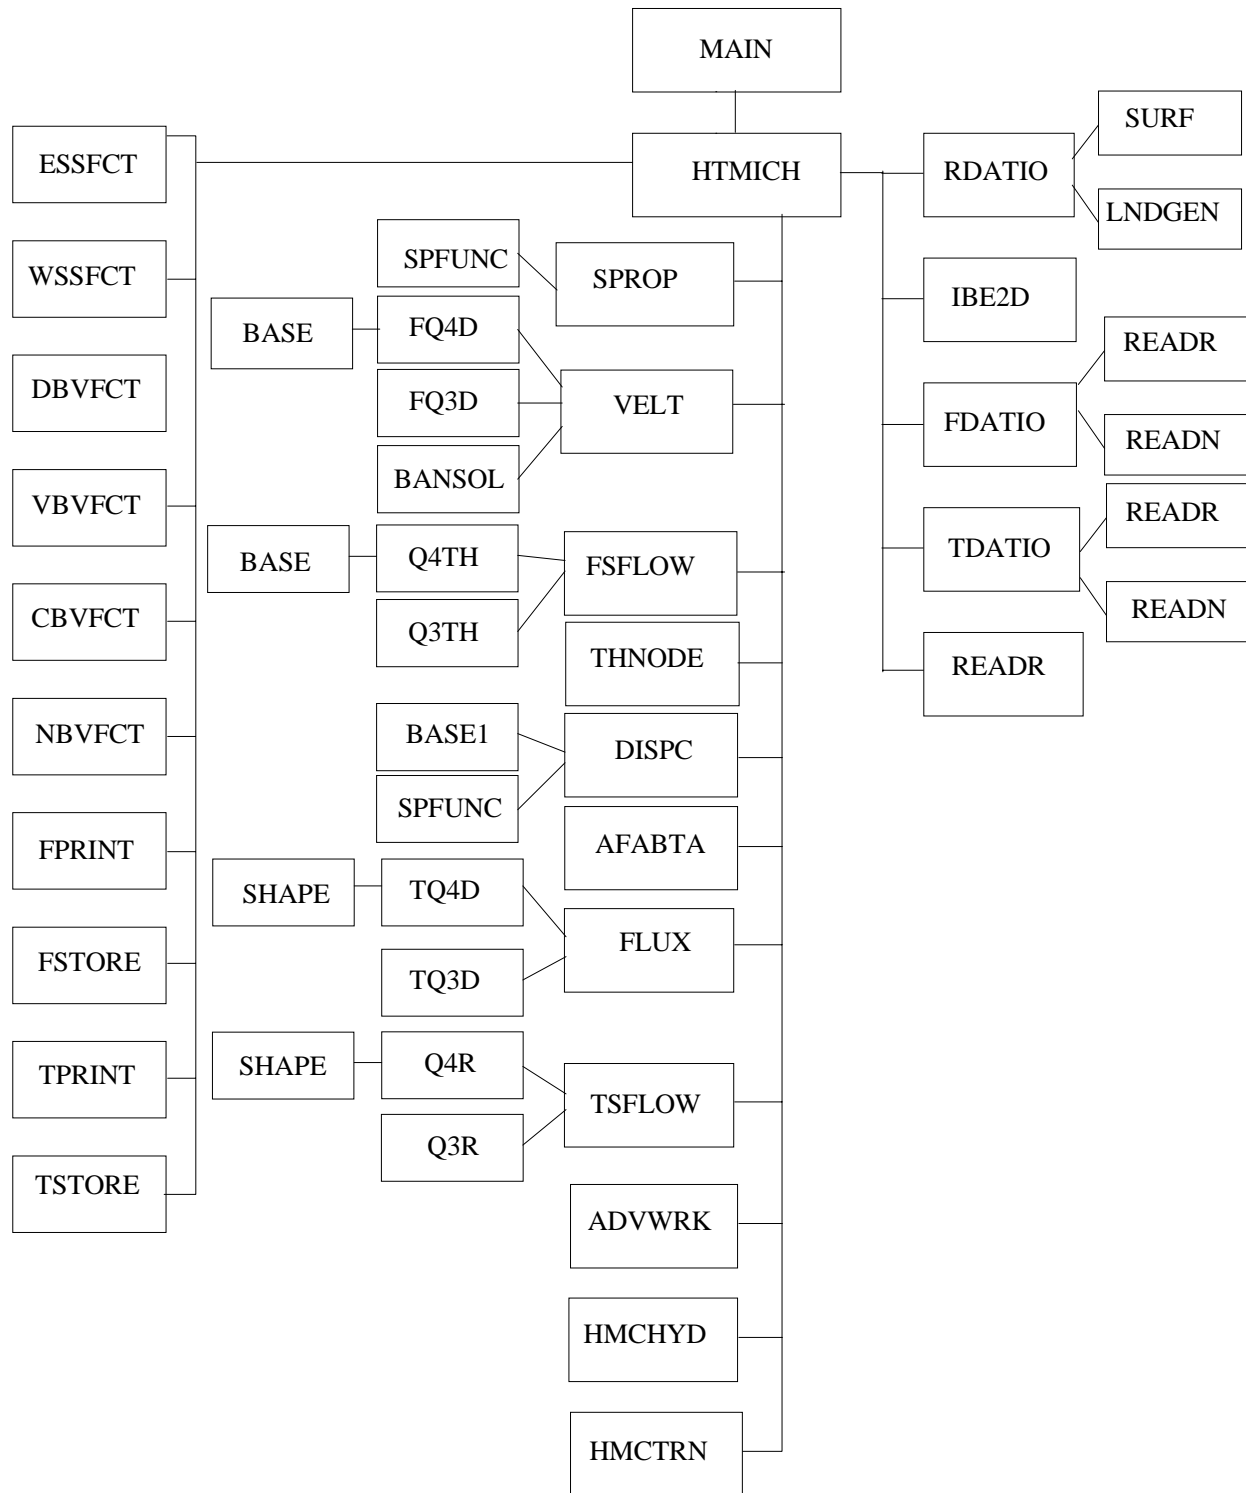 MAIN
SURF
ESSFCT
HTMICH
RDATIO
LNDGEN
WSSFCT
SPFUNC
SPROP
IBE2D
BASE
FQ4D
READR
DBVFCT
FQ3D
VELT
FDATIO
READN
VBVFCT
BANSOL
READR
BASE
Q4TH
FSFLOW
TDATIO
READN
CBVFCT
Q3TH
THNODE
READR
NBVFCT
BASE1
DISPC
SPFUNC
FPRINT
AFABTA
SHAPE
TQ4D
FSTORE
FLUX
TQ3D
TPRINT
SHAPE
Q4R
TSFLOW
Q3R
TSTORE
ADVWRK
HMCHYD
HMCTRN